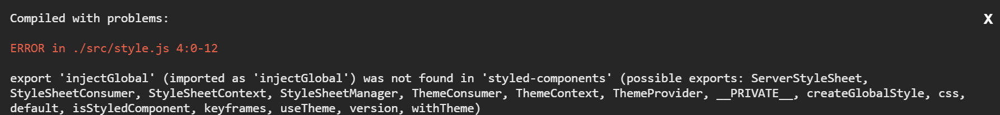 Compiled with problems:
X
ERROR in ./src/style.js 4:0-12
export 'injectGlobal' (imported as 'injectGlobal') was not found in 'styled-components' (possible exports: ServerStyleSheet,
StyleSheetConsumer, StyleSheetContext, StyleSheetManager, ThemeConsumer, ThemeContext, ThemeProvider, __PRIVATE__, createGlobalStyle, css,
default, isStyledComponent, keyframes, useTheme, version, withTheme)